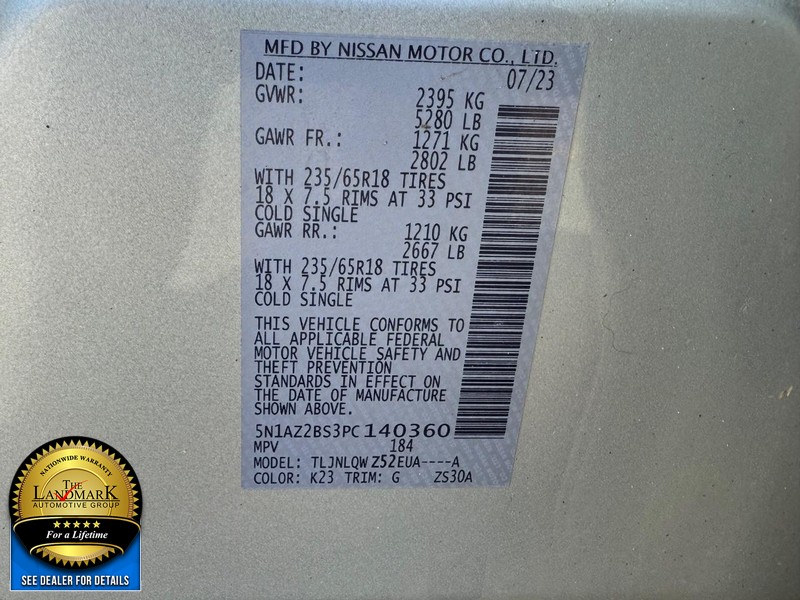 MFD BY NISSAN MOTOR CO., LTD.
DATE: 07/23
GVWR: 2395 KG
5280 LB
GAWR FR.: 1271 KG
2802 LB
WITH 235/65R18 TIRES
18 X 7.5 RIMS AT 33 PSI
COLD SINGLE
GAWR RR.: 1210 KG
2667 LB
WITH 235/65R18 TIRES
18 X 7.5 RIMS AT 33 PSI
COLD SINGLE
THIS VEHICLE CONFORMS TO
ALL APPLICABLE FEDERAL
MOTOR VEHICLE SAFETY AND
THEFT PREVENTION
STANDARDS IN EFFECT ON
THE DATE OF MANUFACTURE
SHOWN ABOVE.
5N1AZ2BS3PC140360
MPV 184
MODEL: TLJNLQWZ52EUA----A
COLOR: K23 TRIM: G ZS30A
NATIONWIDE WARRANTY
THE
LANDMARK
AUTOMOTIVE GROUP
For a Lifetime
SEE DEALER FOR DETAILS